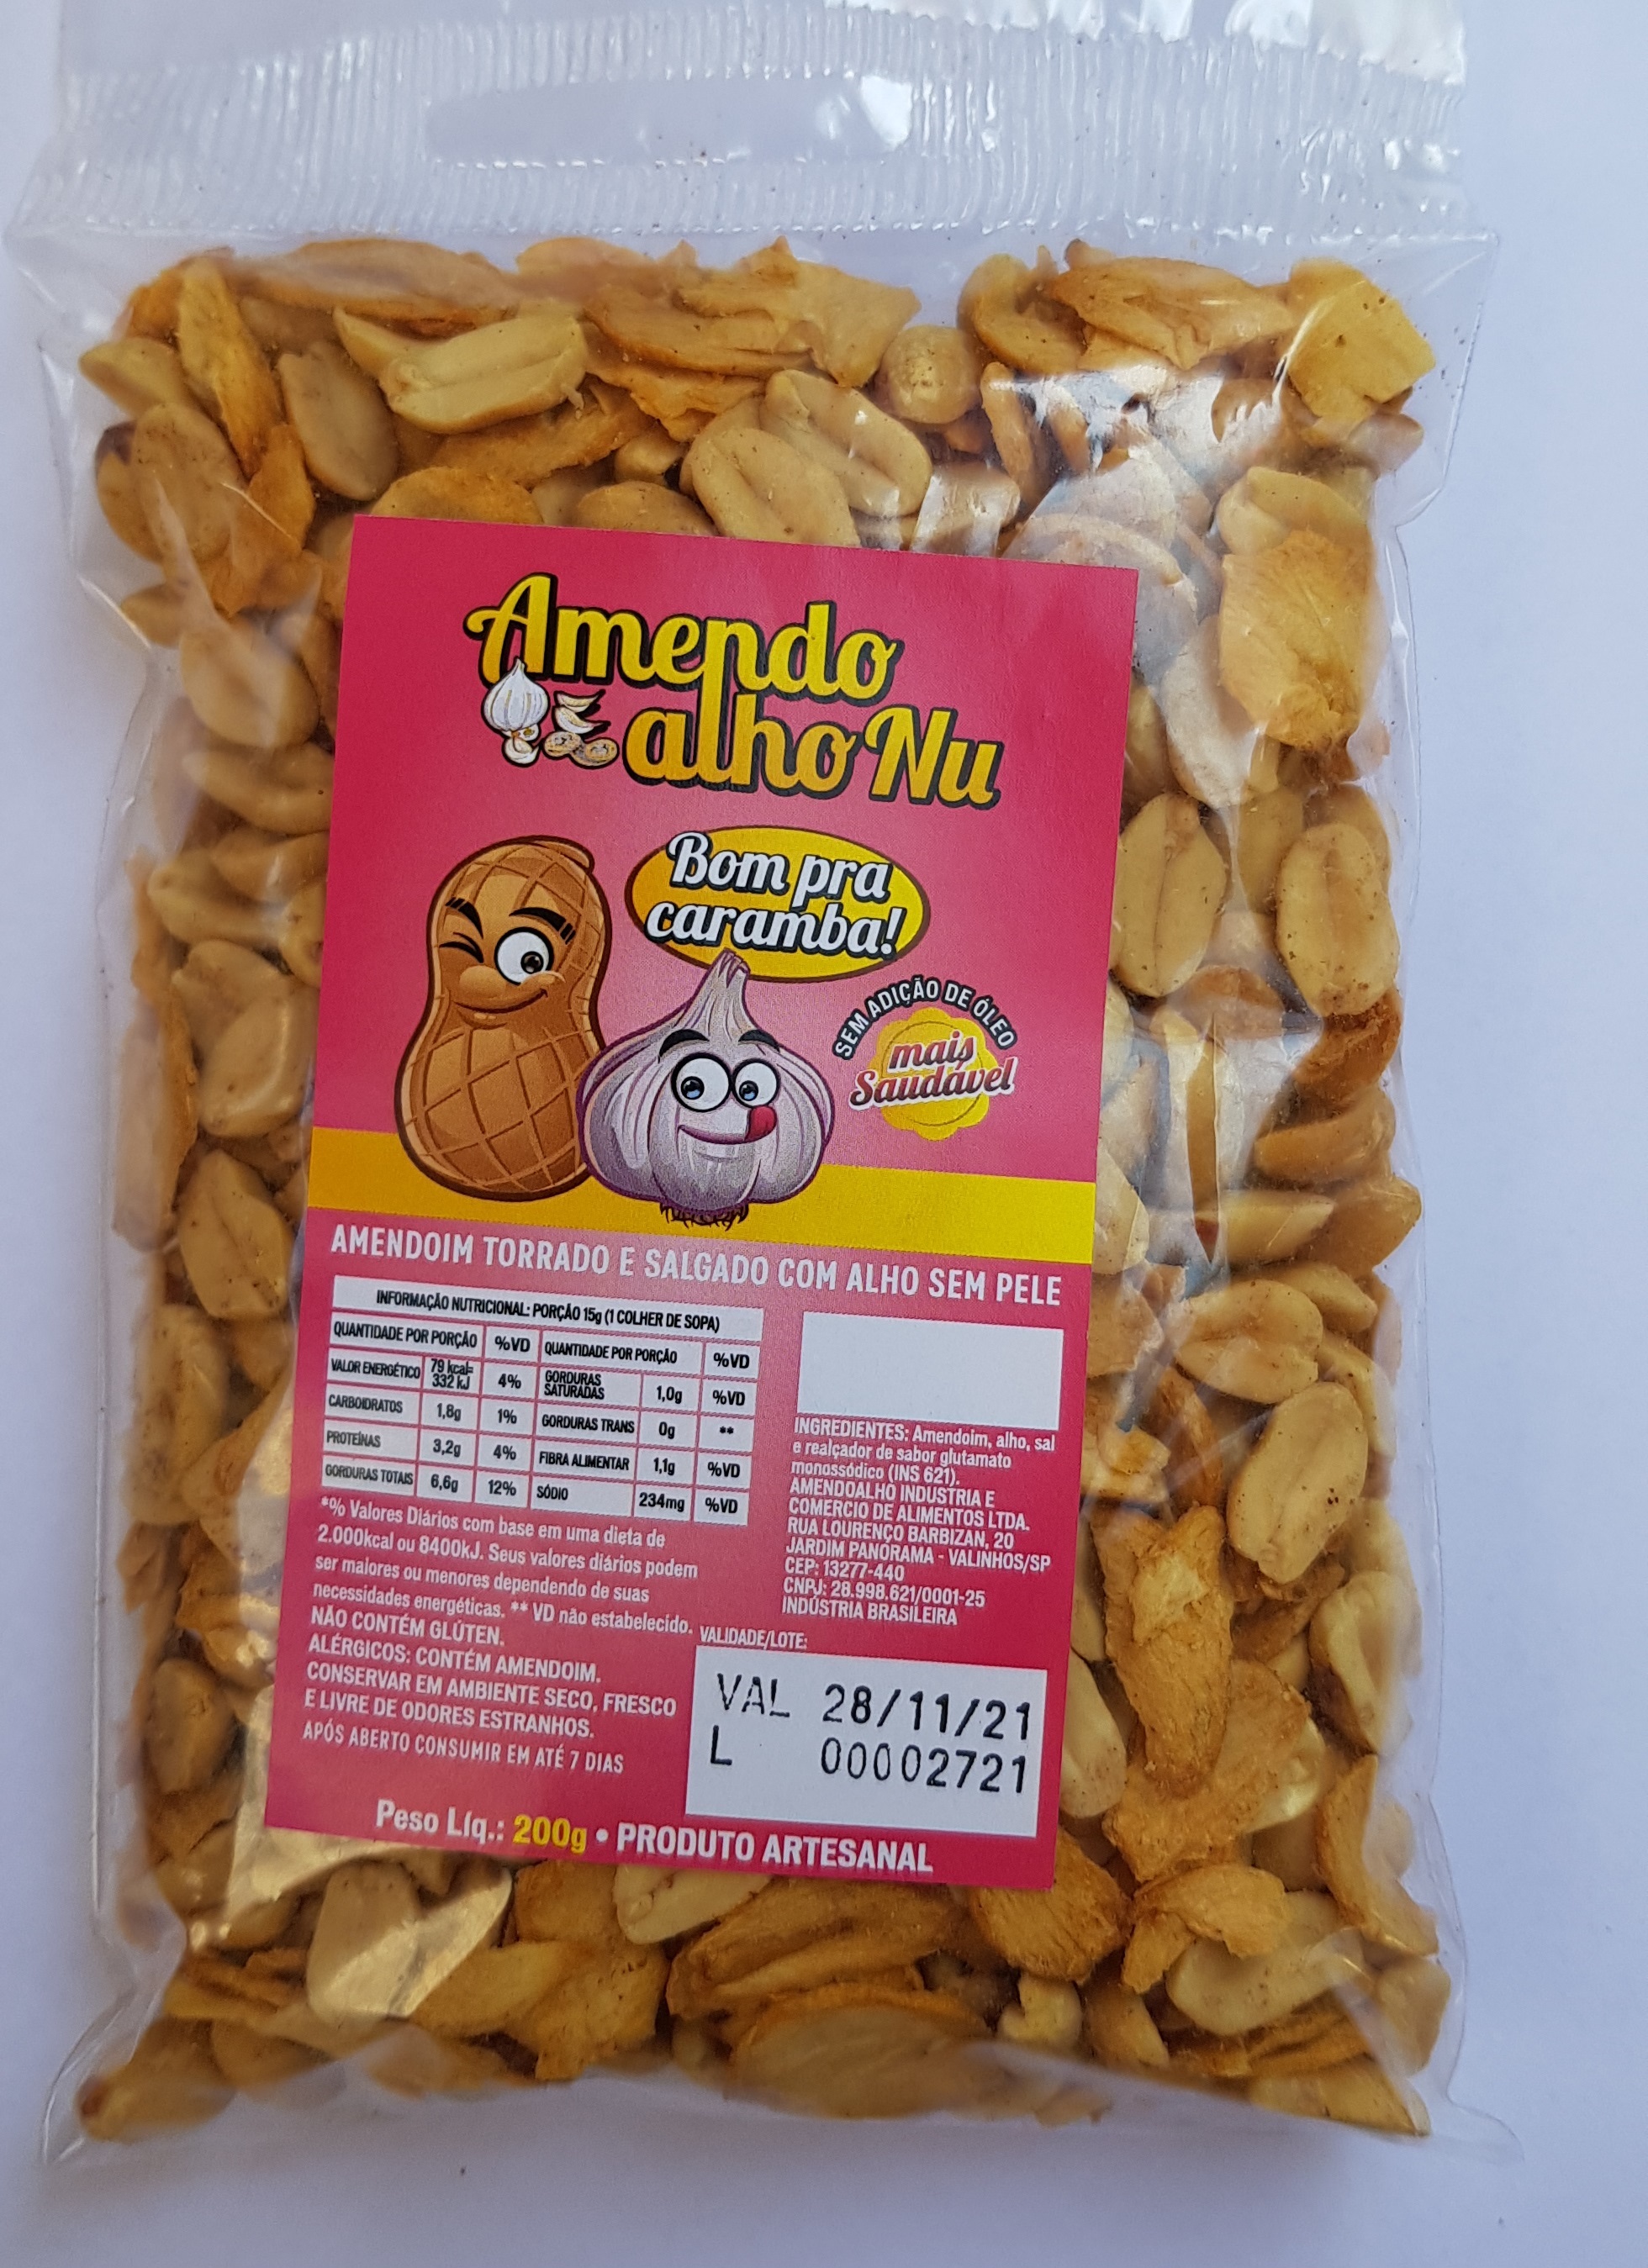 Amendo
alho Nu
Bom pra
caramba!
SEM ADIÇÃO DE ÓLEO
mais
Saudável
AMENDOIM TORRADO E SALGADO COM ALHO SEM PELE
INFORMAÇÃO NUTRICIONAL: PORÇÃO 15g (1 COLHER DE SOPA)
QUANTIDADE POR PORÇÃO %VD QUANTIDADE POR PORÇÃO %VD
VALOR ENERGÉTICO 79 kcal= 332 kJ 4% GORDURAS SATURADAS 1,0g %VD
CARBOIDRATOS 1,8g 1% GORDURAS TRANS 0g **
PROTEÍNAS 3,2g 4% FIBRA ALIMENTAR 1,1g %VD
GORDURAS TOTAIS 6,6g 12% SÓDIO 234mg %VD
*% Valores Diários com base em uma dieta de
2.000kcal ou 8400kJ. Seus valores diários podem
ser maiores ou menores dependendo de suas
necessidades energéticas. ** VD não estabelecido.
NÃO CONTÉM GLÚTEN.
ALÉRGICOS: CONTÉM AMENDOIM.
CONSERVAR EM AMBIENTE SECO, FRESCO
E LIVRE DE ODORES ESTRANHOS.
APÓS ABERTO CONSUMIR EM ATÉ 7 DIAS
INGREDIENTES: Amendoim, alho, sal
e realçador de sabor glutamato
monossódico (INS 621).
AMENDOALHO INDUSTRIA E
COMERCIO DE ALIMENTOS LTDA.
RUA LOURENÇO BARBIZAN, 20
JARDIM PANORAMA - VALINHOS/SP
CEP: 13277-440
CNPJ: 28.998.621/0001-25
INDÚSTRIA BRASILEIRA
VALIDADE/LOTE:
VAL 28/11/21
L 00002721
Peso Líq.: 200g • PRODUTO ARTESANAL